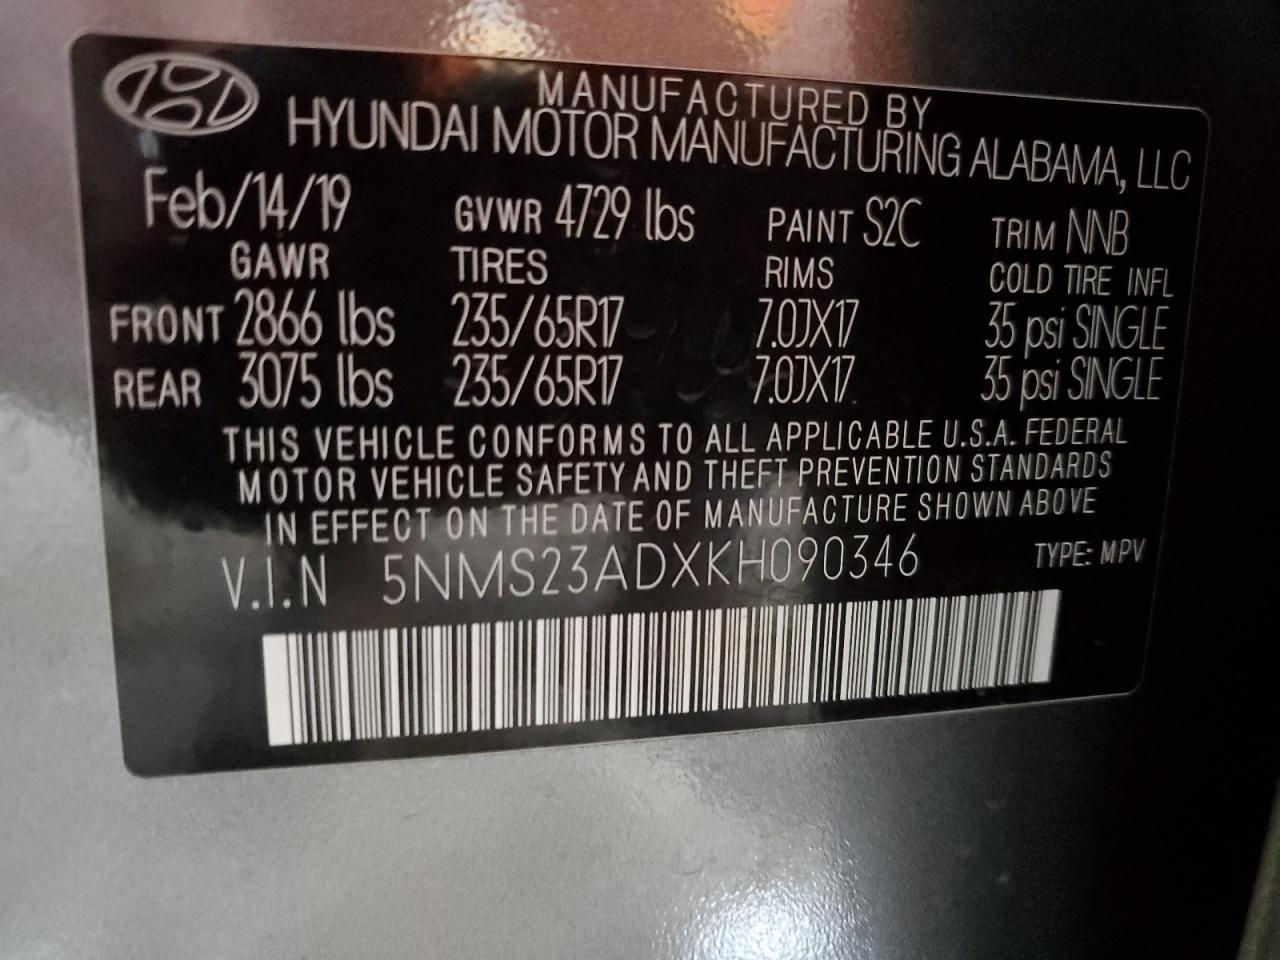 MANUFACTURED BY
HYUNDAI MOTOR MANUFACTURING ALABAMA, LLC
Feb/14/19 GVWR 4729 lbs PAINT S2C TRIM NNB
GAWR TIRES RIMS COLD TIRE INFL
FRONT 2866 lbs 235/65R17 7.0JX17 35 psi SINGLE
REAR 3075 lbs 235/65R17 7.0JX17 35 psi SINGLE
THIS VEHICLE CONFORMS TO ALL APPLICABLE U.S.A. FEDERAL
MOTOR VEHICLE SAFETY AND THEFT PREVENTION STANDARDS
IN EFFECT ON THE DATE OF MANUFACTURE SHOWN ABOVE
V.I.N 5NMS23ADXKH090346 TYPE: MPV